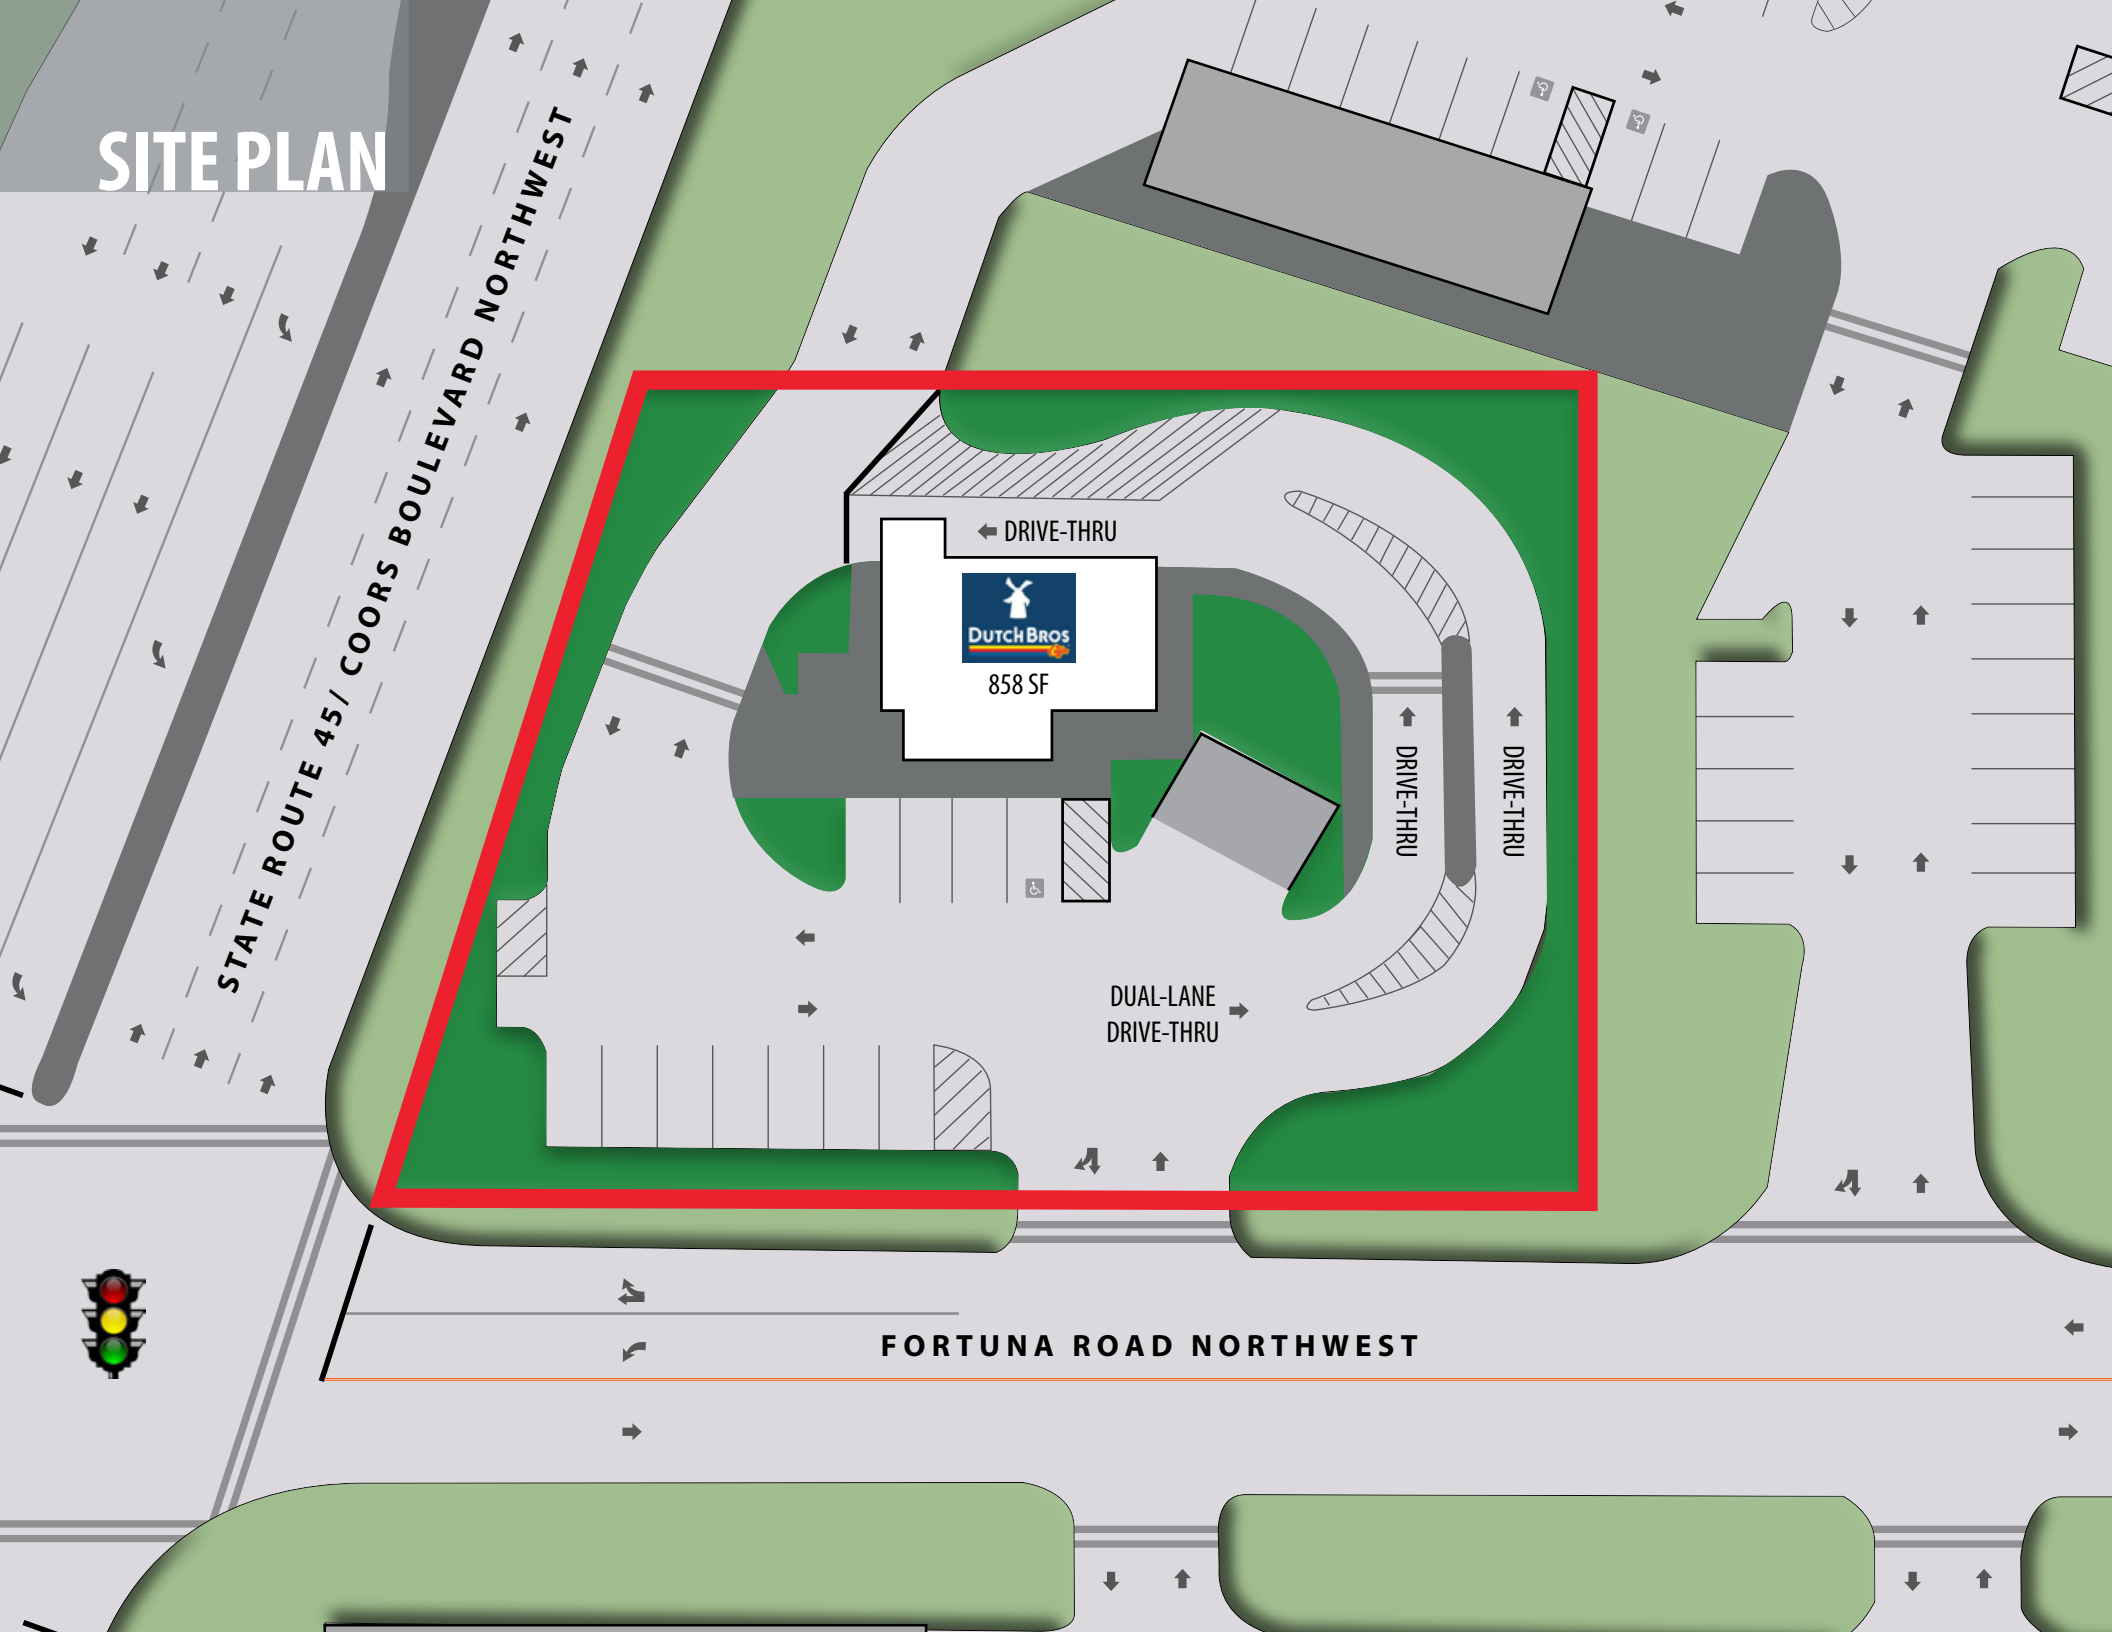 SITE PLAN
STATE ROUTE 45/ COORS BOULEVARD NORTHWEST
DRIVE-THRU
DUTCH BROS
858 SF
DRIVE-THRU
DRIVE-THRU
DUAL-LANE
DRIVE-THRU
FORTUNA ROAD NORTHWEST